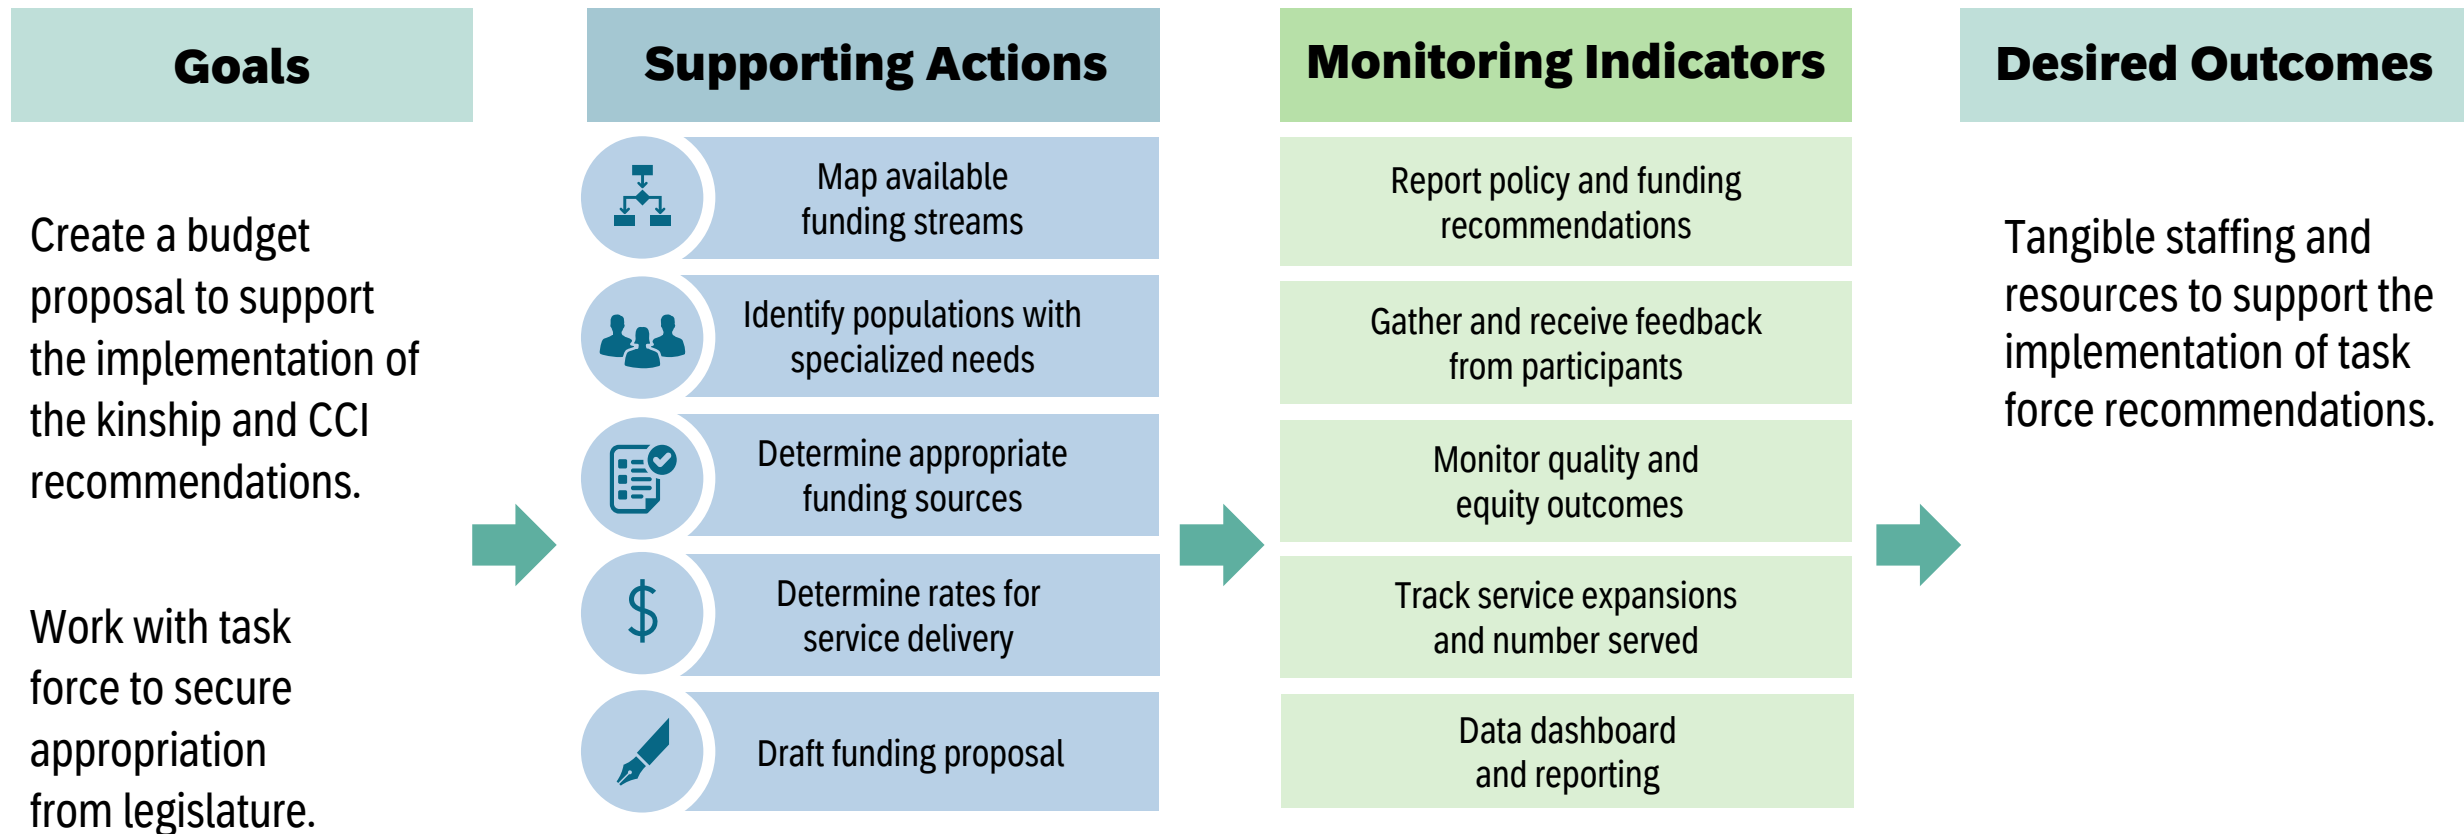 Goals
Create a budget
proposal to support
the implementation of
the kinship and CCI
recommendations.
Work with task
force to secure
appropriation
from legislature.
Supporting Actions
Map available
funding streams
Identify populations with
specialized needs
Determine appropriate
funding sources
$
Determine rates for
service delivery
Draft funding proposal
Monitoring Indicators
Report policy and funding
recommendations
Gather and receive feedback
from participants
Monitor quality and
equity outcomes
Track service expansions
and number served
Data dashboard
and reporting
Desired Outcomes
Tangible staffing and
resources to support the
implementation of task
force recommendations.